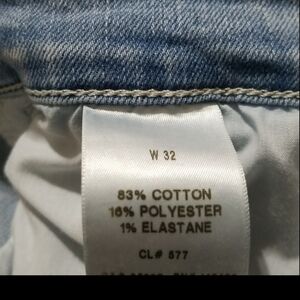 W 32
83% COTTON
16% POLYESTER
1% ELASTANE
CL# 577